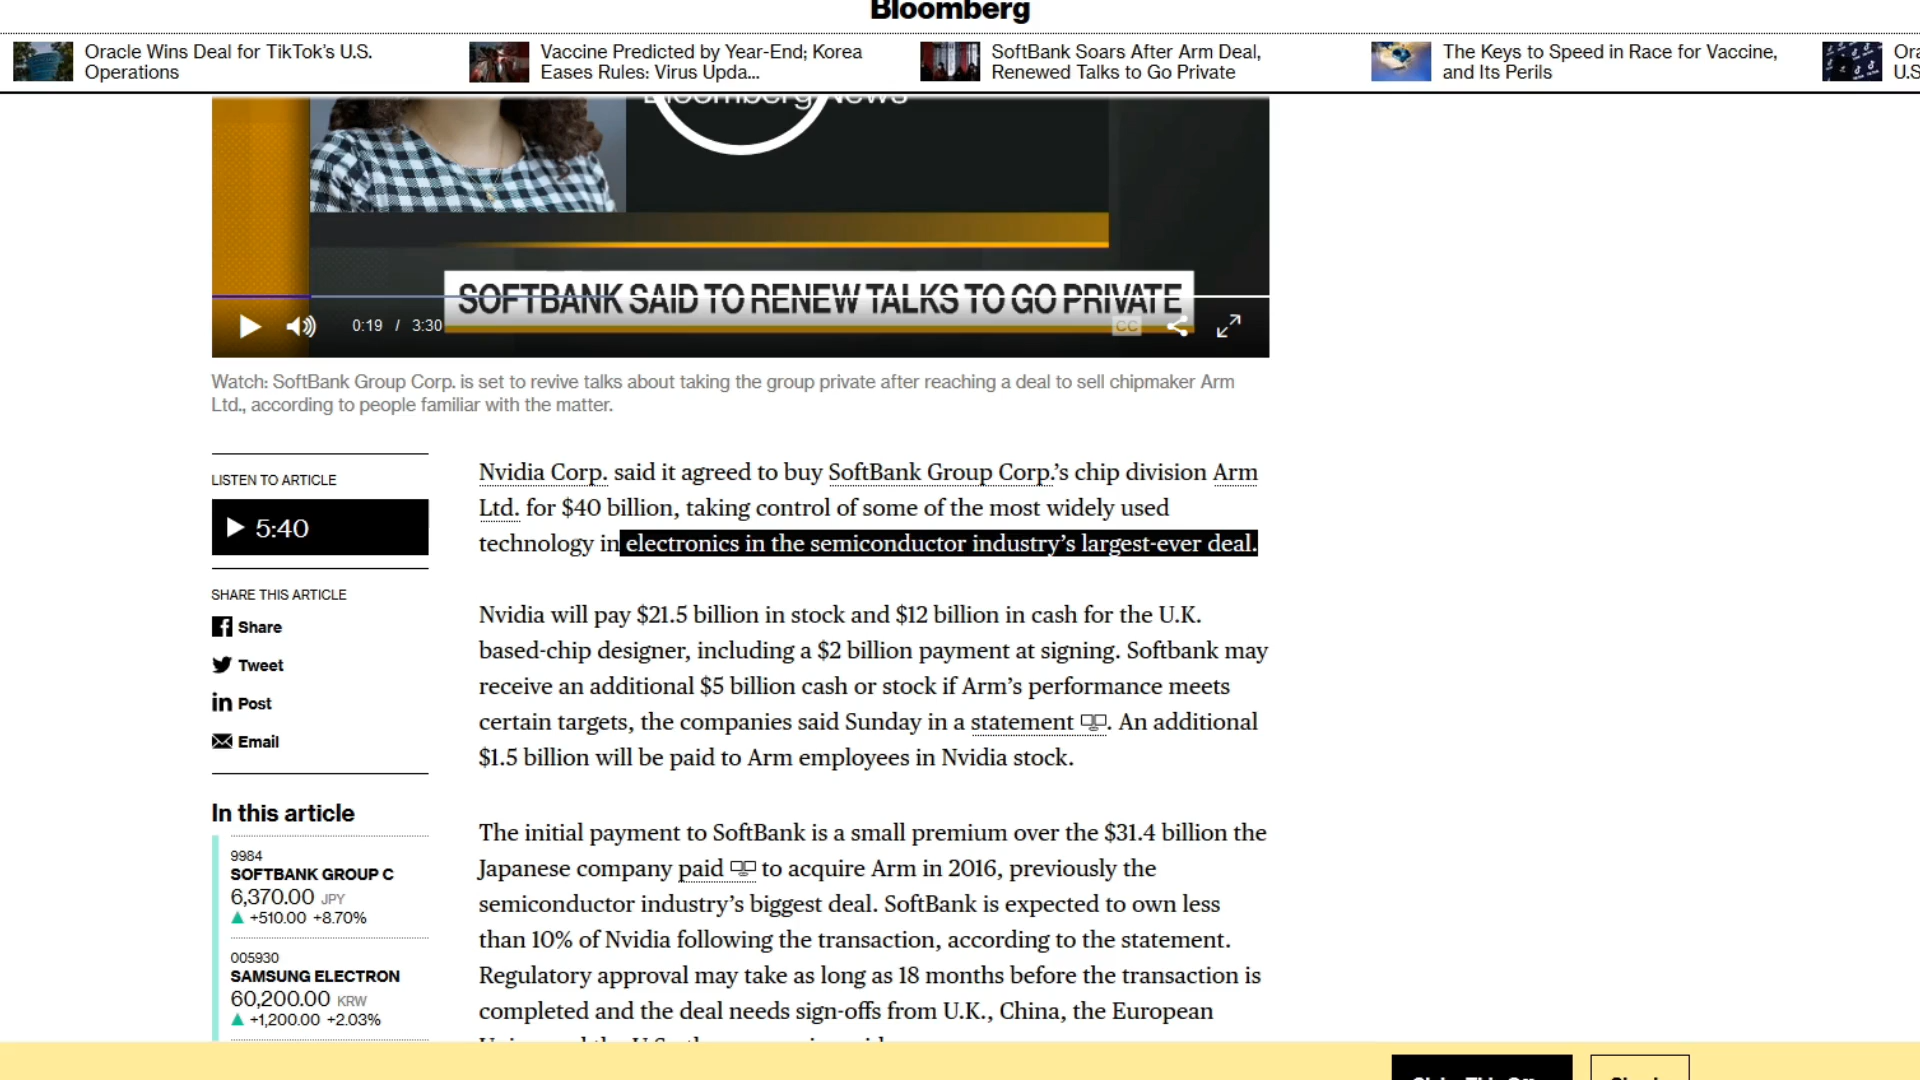 Bloomberg
Oracle Wins Deal for TikTok's U.S.
Operations
Vaccine Predicted by Year-End; Korea
Eases Rules: Virus Upda...
SoftBank Soars After Arm Deal,
Renewed Talks to Go Private
The Keys to Speed in Race for Vaccine,
and Its Perils
Bloomberg News
SOFTBANK SAID TO RENEW TALKS TO GO PRIVATE
0:19 / 3:30
CC
Watch: SoftBank Group Corp. is set to revive talks about taking the group private after reaching a deal to sell chipmaker Arm
Ltd., according to people familiar with the matter.
LISTEN TO ARTICLE
5:40
SHARE THIS ARTICLE
Share
Tweet
Post
Email
In this article
9984
SOFTBANK GROUP C
6,370.00 JPY
+510.00 +8.70%
005930
SAMSUNG ELECTRON
60,200.00 KRW
+1,200.00 +2.03%
Nvidia Corp. said it agreed to buy SoftBank Group Corp.'s chip division Arm
Ltd. for $40 billion, taking control of some of the most widely used
technology in electronics in the semiconductor industry's largest-ever deal.
Nvidia will pay $21.5 billion in stock and $12 billion in cash for the U.K.
based-chip designer, including a $2 billion payment at signing. Softbank may
receive an additional $5 billion cash or stock if Arm's performance meets
certain targets, the companies said Sunday in a statement. An additional
$1.5 billion will be paid to Arm employees in Nvidia stock.
The initial payment to SoftBank is a small premium over the $31.4 billion the
Japanese company paid to acquire Arm in 2016, previously the
semiconductor industry's biggest deal. SoftBank is expected to own less
than 10% of Nvidia following the transaction, according to the statement.
Regulatory approval may take as long as 18 months before the transaction is
completed and the deal needs sign-offs from U.K., China, the European